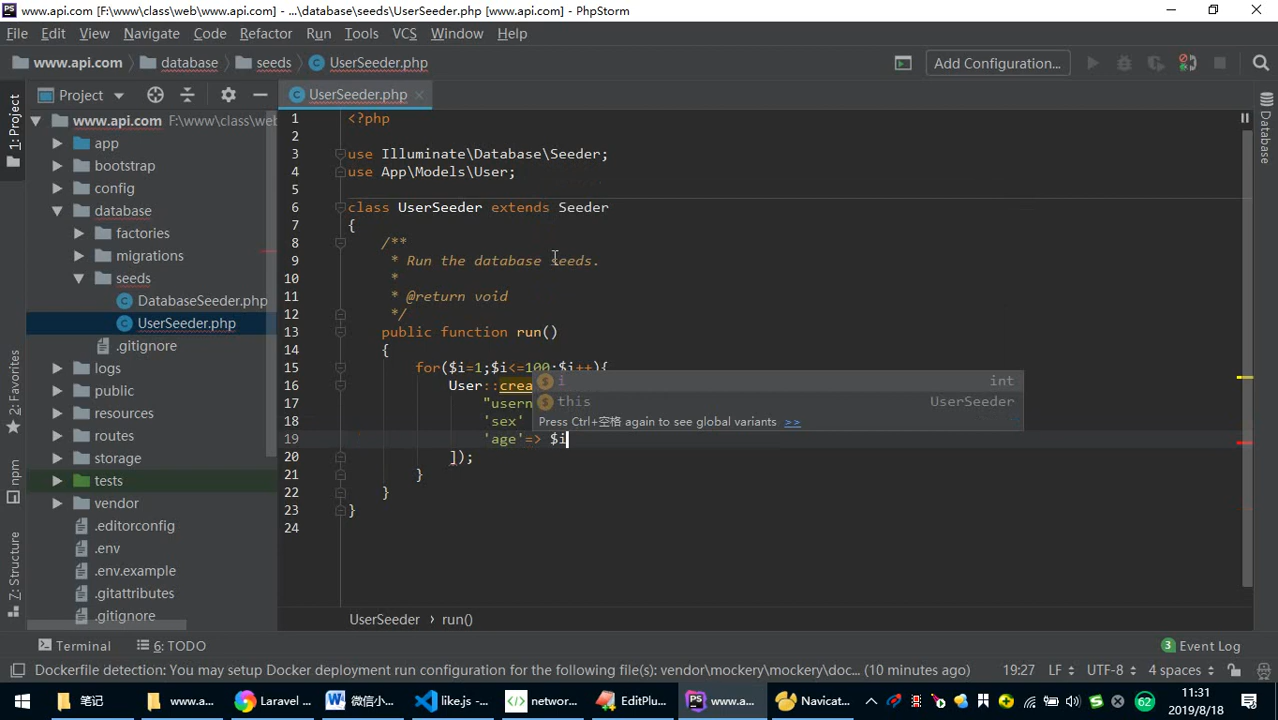 www.api.com [F:\www\class\web\www.api.com] - ...\database\seeds\UserSeeder.php [www.api.com] - PhpStorm
File Edit View Navigate Code Refactor Run Tools VCS Window Help
www.api.com database seeds UserSeeder.php Add Configuration...
Project UserSeeder.php
www.api.com F:\www\class\web
app
bootstrap
config
database
factories
migrations
seeds
DatabaseSeeder.php
UserSeeder.php
.gitignore
logs
public
resources
routes
storage
tests
vendor
.editorconfig
.env
.env.example
.gitattributes
.gitignore
1: Project
2: Favorites
npm
7: Structure
1 <?php
2
3 use Illuminate\Database\Seeder;
4 use App\Models\User;
5
6 class UserSeeder extends Seeder
7 {
8 /**
9 * Run the database seeds.
10 *
11 * @return void
12 */
13 public function run()
14 {
15 for($i=1;$i<=100;$i++){
16 User::crea
17 "usern
18 'sex'
19 'age'=> $i
20 ]);
21 }
22 }
23 }
24
i int
this UserSeeder
Press Ctrl+空格 again to see global variants >>
Database
UserSeeder › run()
Terminal 6: TODO 3 Event Log
Dockerfile detection: You may setup Docker deployment run configuration for the following file(s): vendor\mockery\mockery\doc... (10 minutes ago) 19:27 LF UTF-8 4 spaces
笔记 www.a... Laravel ... 微信小... like.js -... networ... EditPlu... www.a... Navicat... 62 11:31
2019/8/18